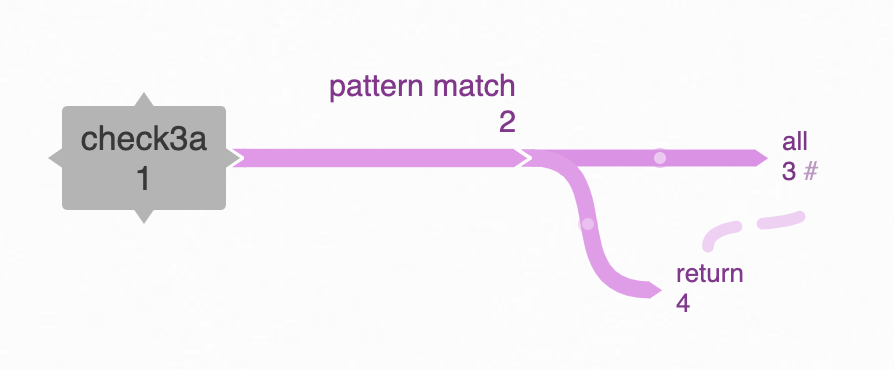 pattern match
2
check3a
1
all
3 #
return
4